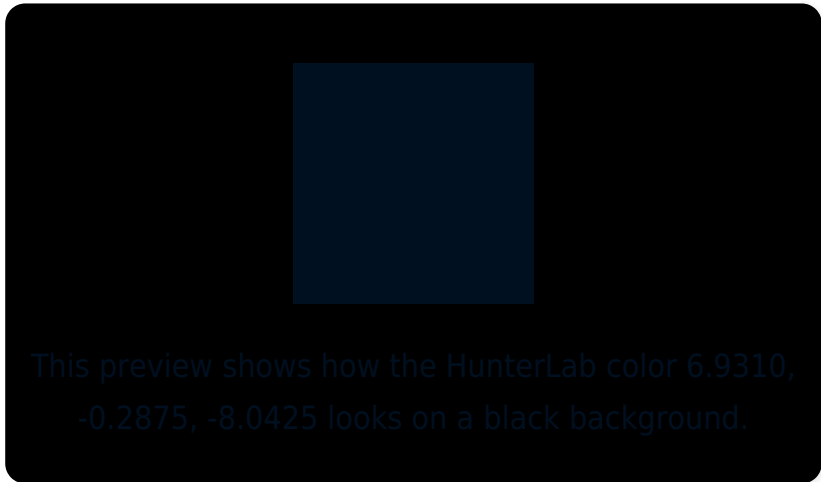 This preview shows how the HunterLab color 6.9310,
-0.2875, -8.0425 looks on a black background.